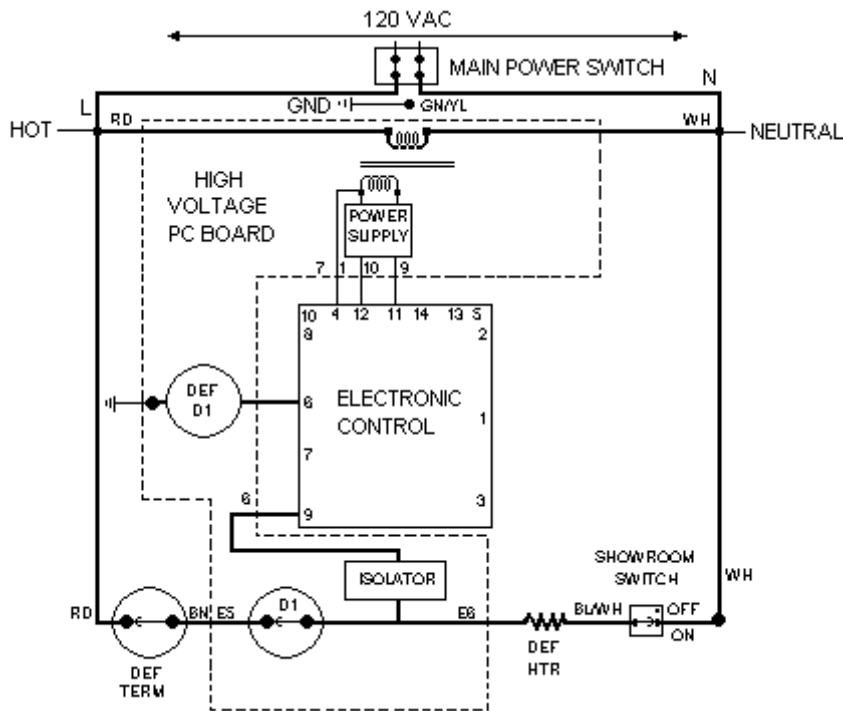 120 VAC
MAIN POWER SWITCH
N
L
GND
GN/YL
HOT
RD
WH
NEUTRAL
HIGH
VOLTAGE
PC BOARD
POWER
SUPPLY
7 1 10 9
10 4 12 11 14 13 5
8 2
DEF
D1
6
ELECTRONIC
CONTROL
1
7
3
6
9
ISOLATOR
SHOWROOM
SWITCH
WH
RD
BN
E5
D1
E6
BL/WH
OFF
ON
DEF
TERM
DEF
HTR